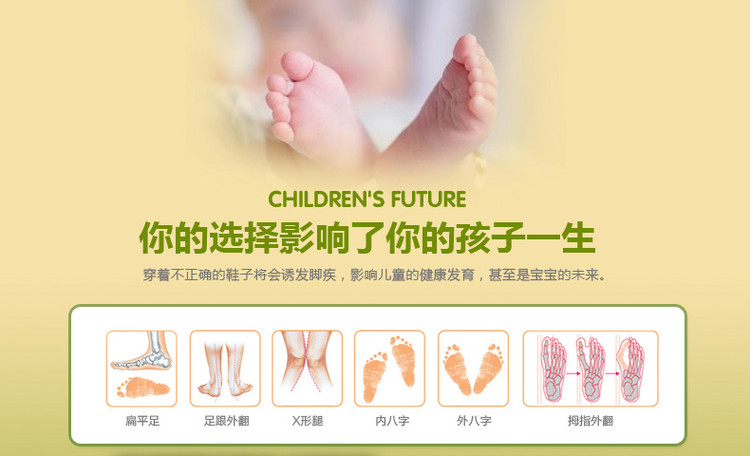 CHILDREN'S FUTURE
你的选择影响了你的孩子一生
穿着不正确的鞋子将会诱发脚疾，影响儿童的健康发育，甚至是宝宝的未来。
扁平足 足跟外翻 X形腿 内八字 外八字 拇指外翻